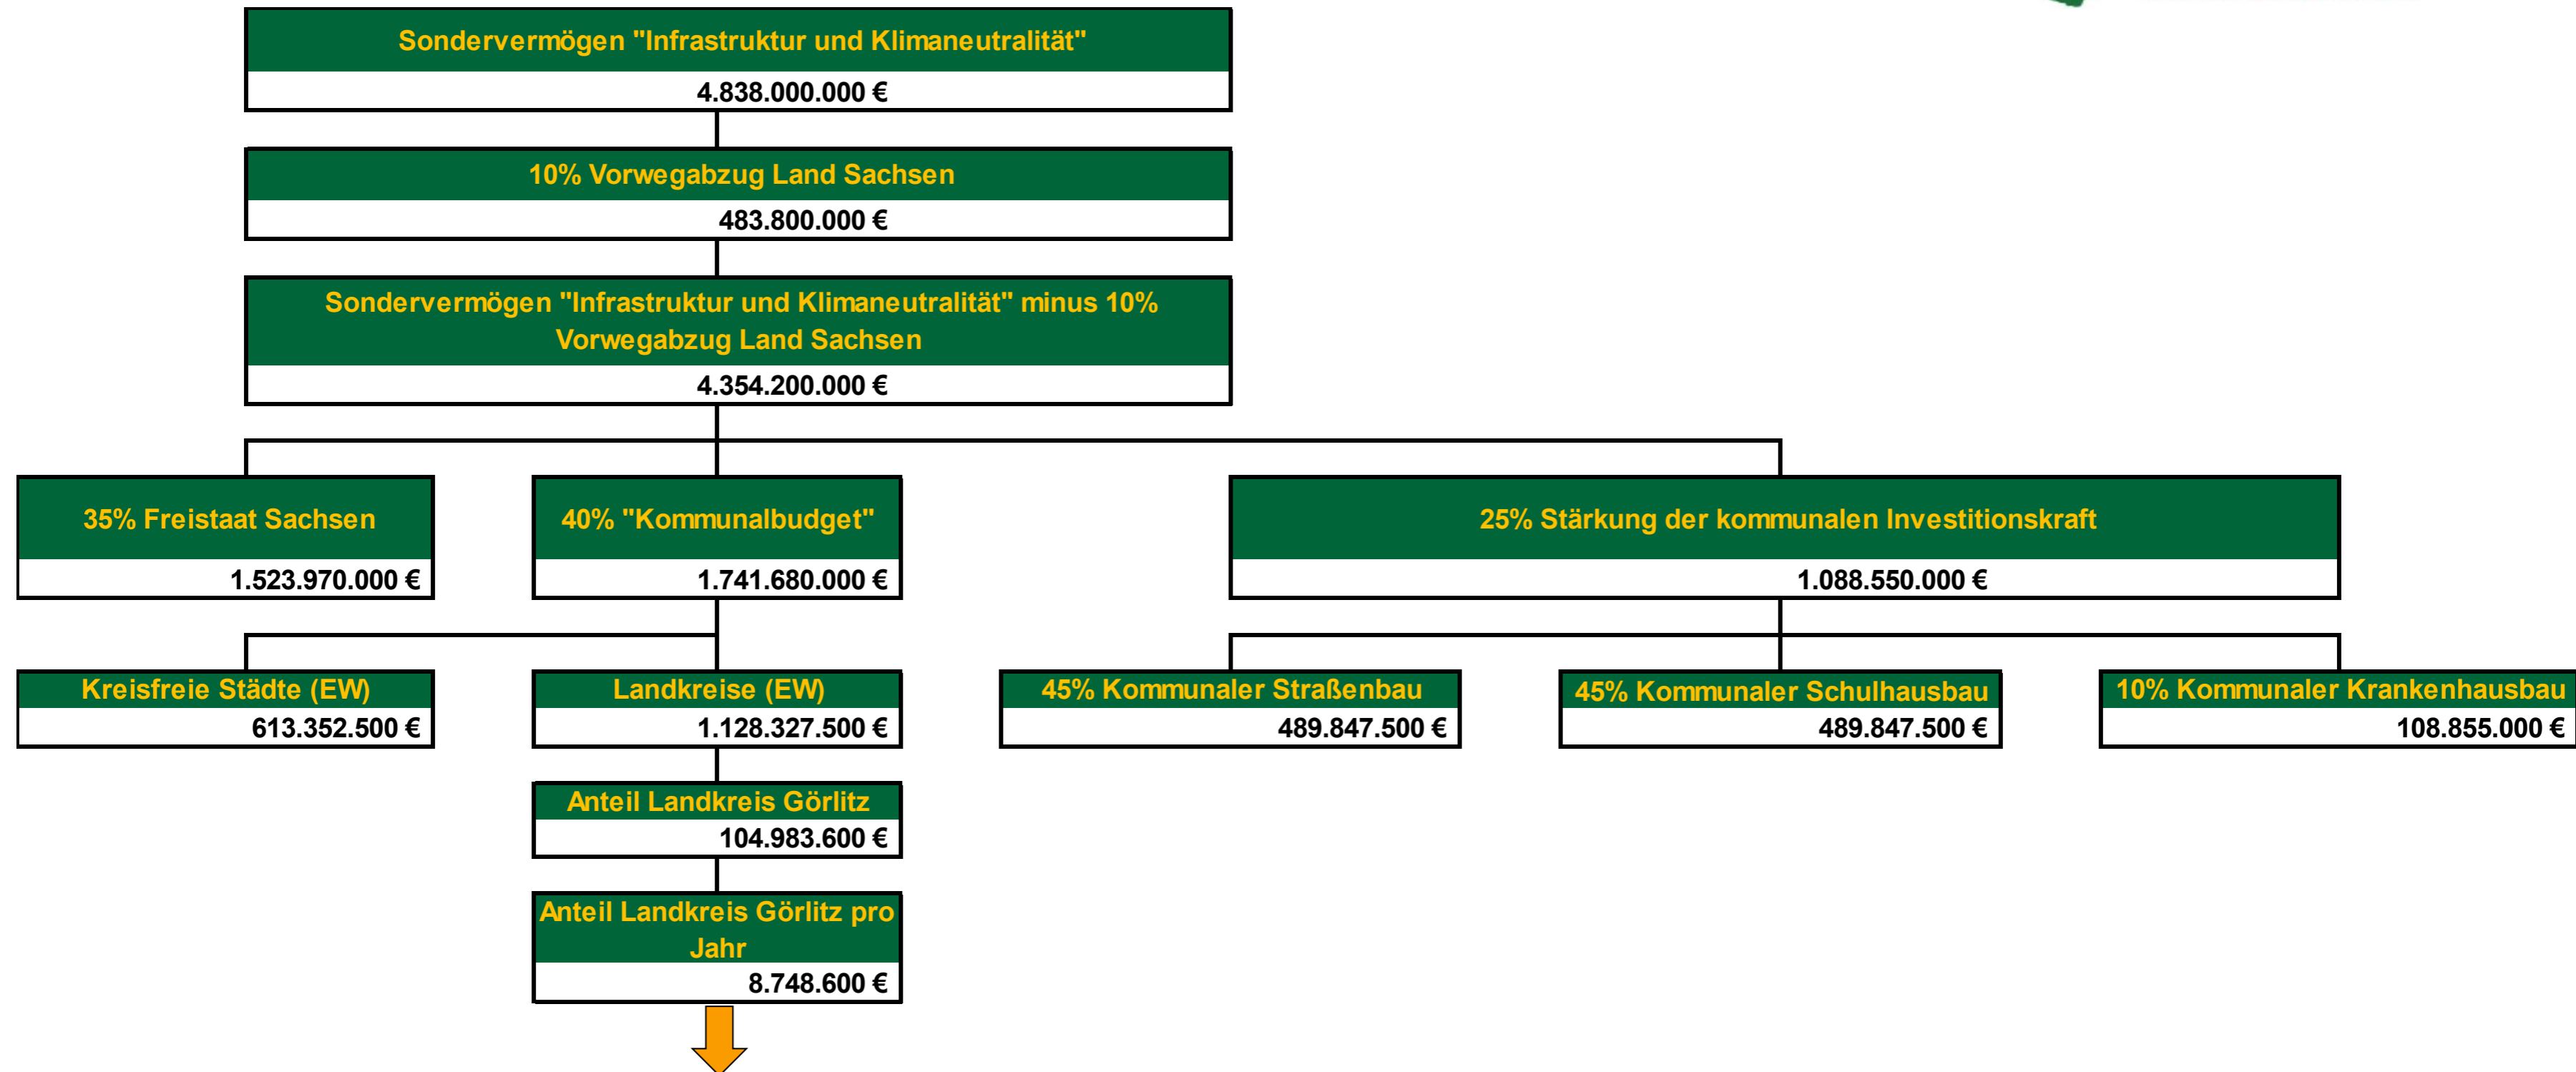 Sondervermögen "Infrastruktur und Klimaneutralität"
4.838.000.000 €
10% Vorwegabzug Land Sachsen
483.800.000 €
Sondervermögen "Infrastruktur und Klimaneutralität" minus 10%
Vorwegabzug Land Sachsen
4.354.200.000 €
35% Freistaat Sachsen
1.523.970.000 €
40% "Kommunalbudget"
1.741.680.000 €
25% Stärkung der kommunalen Investitionskraft
1.088.550.000 €
Kreisfreie Städte (EW)
613.352.500 €
Landkreise (EW)
1.128.327.500 €
45% Kommunaler Straßenbau
489.847.500 €
45% Kommunaler Schulhausbau
489.847.500 €
10% Kommunaler Krankenhausbau
108.855.000 €
Anteil Landkreis Görlitz
104.983.600 €
Anteil Landkreis Görlitz pro
Jahr
8.748.600 €